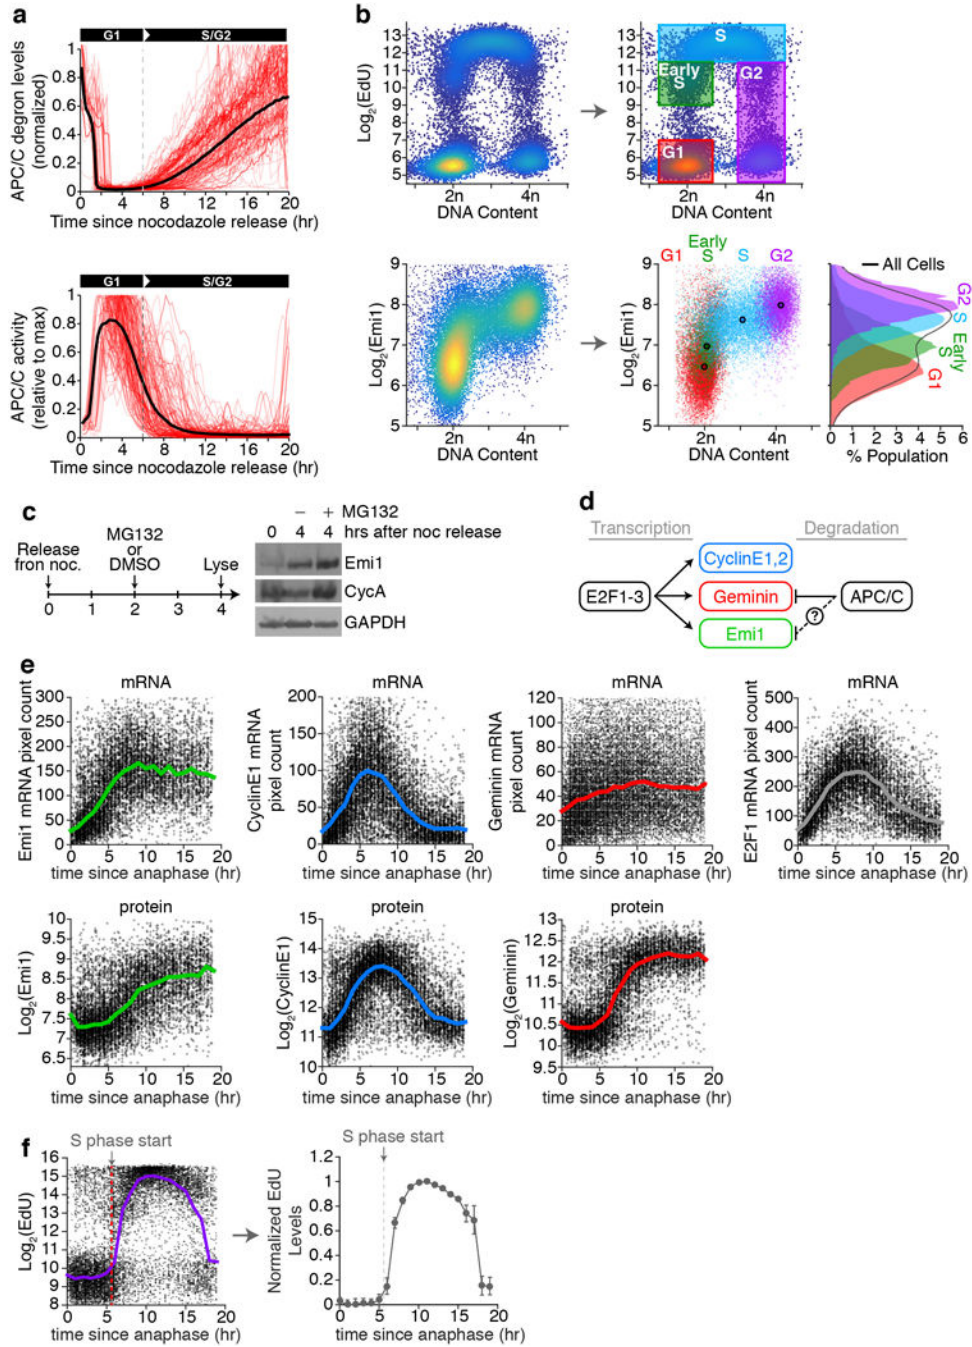 a
G1
S/G2
APC/C degron levels
(normalized)
1
0.8
0.6
0.4
0.2
0
0 4 8 12 16 20
Time since nocodazole release (hr)
G1
S/G2
APC/C activity
(relative to max)
1
0.8
0.6
0.4
0.2
0
0 4 8 12 16 20
Time since nocodazole release (hr)
b
Log2(EdU)
13
12
11
10
9
8
7
6
5
2n 4n
DNA Content
13
12
11
10
9
8
7
6
5
S
Early
S
G2
G1
2n 4n
DNA Content
Log2(Emi1)
9
8
7
6
5
2n 4n
DNA Content
G1
Early
S
S
G2
Log2(Emi1)
9
8
7
6
5
2n 4n
DNA Content
All Cells
G2
S
Early
S
G1
0 1 2 3 4 5 6
% Population
c
Release
fron noc.
MG132
or
DMSO
Lyse
0 1 2 3 4
− + MG132
0 4 4 hrs after noc release
Emi1
CycA
GAPDH
d
Transcription
Degradation
CyclinE1,2
E2F1-3
Geminin
APC/C
?
Emi1
e
mRNA
Emi1 mRNA pixel count
300
250
200
150
100
50
0
0 5 10 15 20
time since anaphase (hr)
mRNA
CyclinE1 mRNA
pixel count
200
150
100
50
0
0 5 10 15 20
time since anaphase (hr)
mRNA
Geminin mRNA
pixel count
120
100
80
60
40
20
0
0 5 10 15 20
time since anaphase (hr)
mRNA
E2F1 mRNA pixel count
500
400
300
200
100
0
0 5 10 15 20
time since anaphase (hr)
protein
Log2(Emi1)
10
9.5
9
8.5
8
7.5
7
6.5
0 5 10 15 20
time since anaphase (hr)
protein
Log2(CyclinE1)
15
14
13
12
11
10
0 5 10 15 20
time since anaphase (hr)
protein
Log2(Geminin)
13
12.5
12
11.5
11
10.5
10
9.5
0 5 10 15 20
time since anaphase (hr)
f
S phase start
Log2(EdU)
16
15
14
13
12
11
10
9
8
0 5 10 15 20
time since anaphase (hr)
S phase start
Normalized EdU
Levels
1.2
1
0.8
0.6
0.4
0.2
0
0 5 10 15 20
time since anaphase (hr)